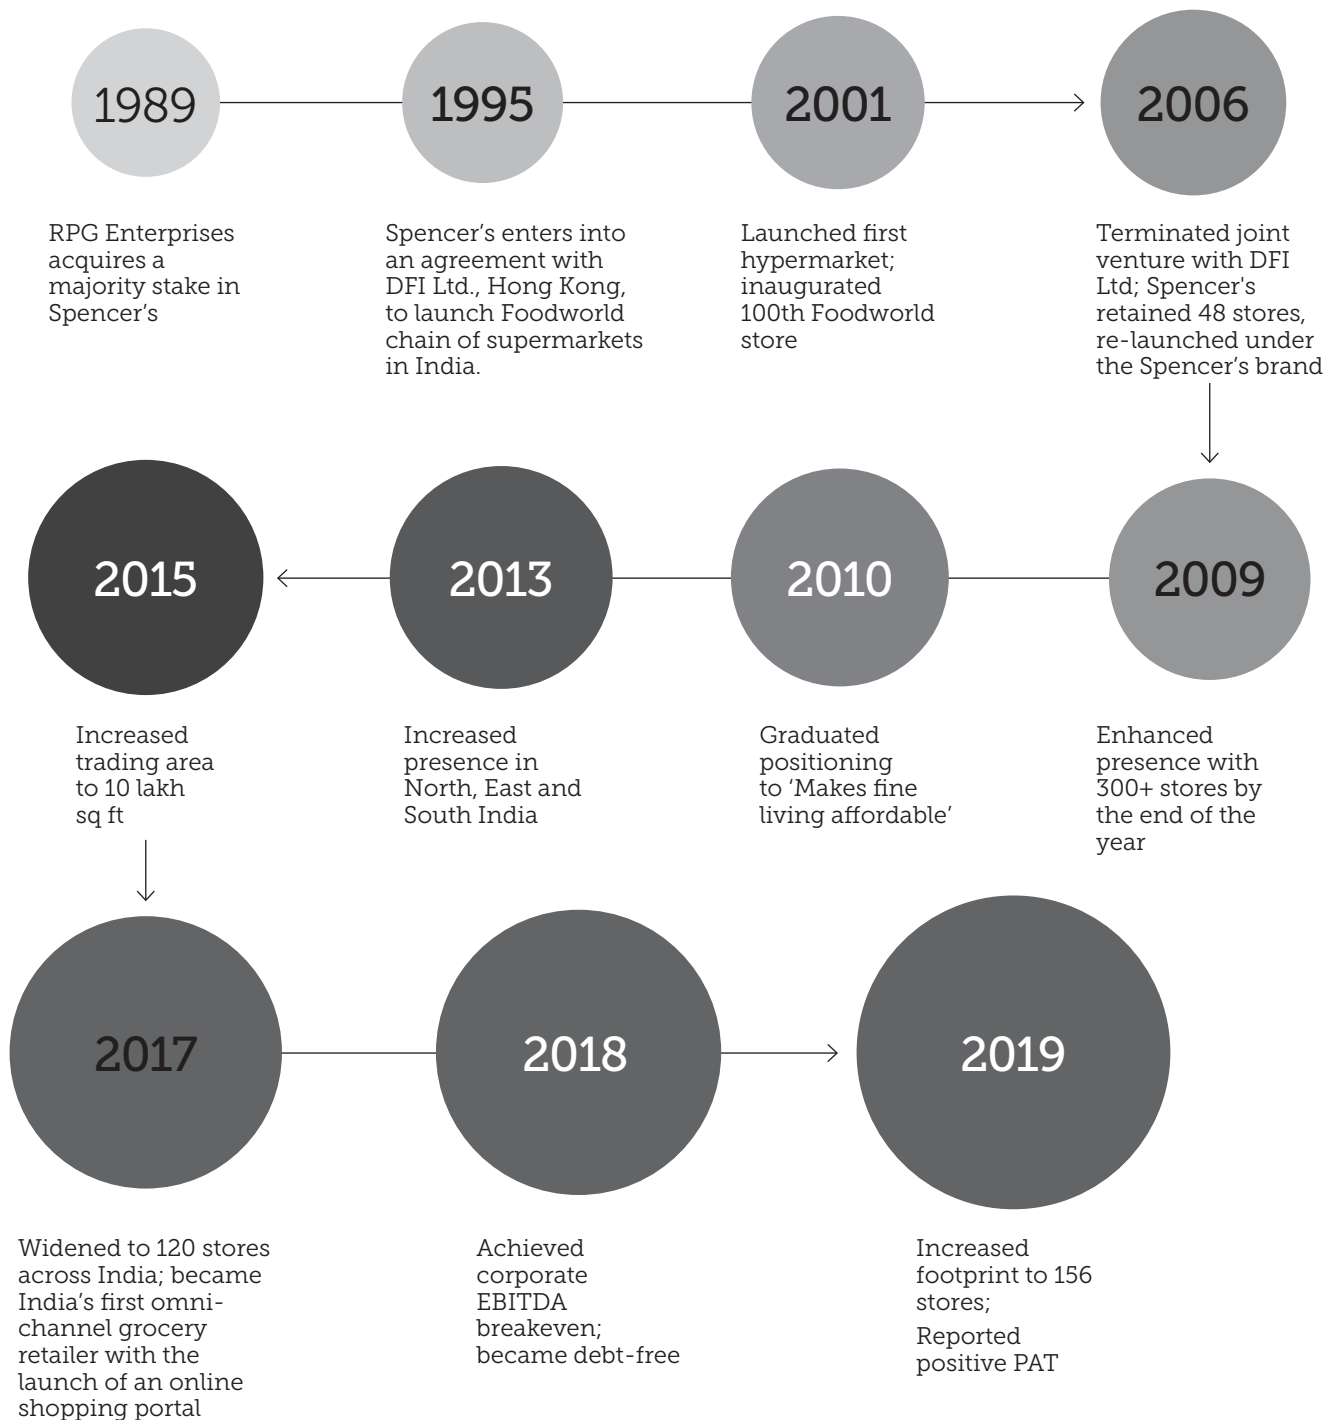 1989
RPG Enterprises
acquires a
majority stake in
Spencer’s
1995
Spencer’s enters into
an agreement with
DFI Ltd., Hong Kong,
to launch Foodworld
chain of supermarkets
in India.
2001
Launched first
hypermarket;
inaugurated
100th Foodworld
store
2006
Terminated joint
venture with DFI
Ltd; Spencer's
retained 48 stores,
re-launched under
the Spencer’s brand
2009
Enhanced
presence with
300+ stores by
the end of the
year
2010
Graduated
positioning
to ‘Makes fine
living affordable’
2013
Increased
presence in
North, East and
South India
2015
Increased
trading area
to 10 lakh
sq ft
2017
Widened to 120 stores
across India; became
India’s first omni-
channel grocery
retailer with the
launch of an online
shopping portal
2018
Achieved
corporate
EBITDA
breakeven;
became debt-free
2019
Increased
footprint to 156
stores;
Reported
positive PAT